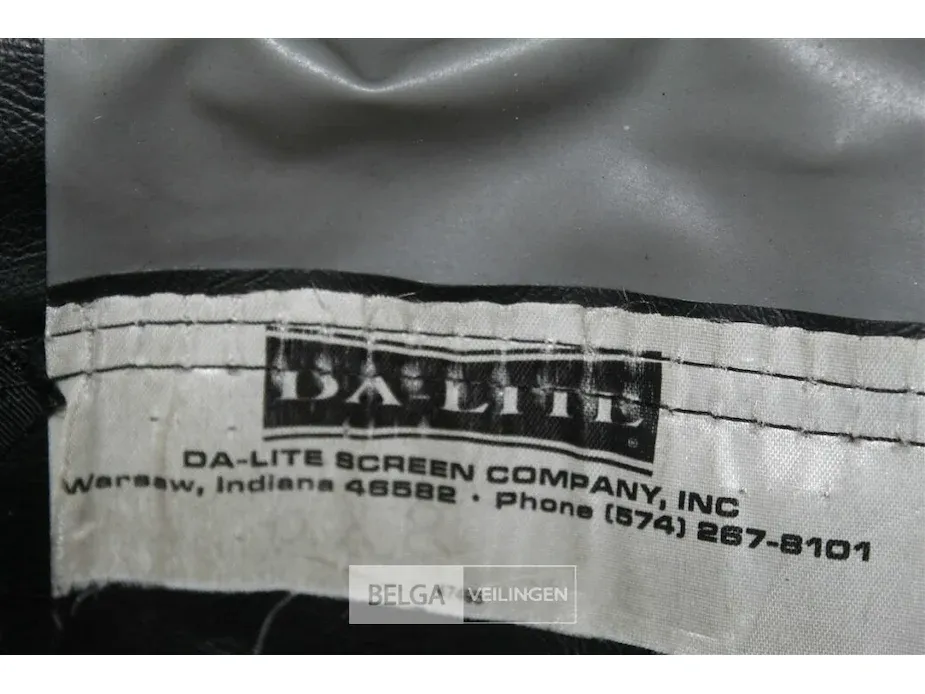 DA-LITE
®
DA-LITE SCREEN COMPANY, INC
Warsaw, Indiana 46582 · Phone (574) 267-8101
BELGA VEILINGEN